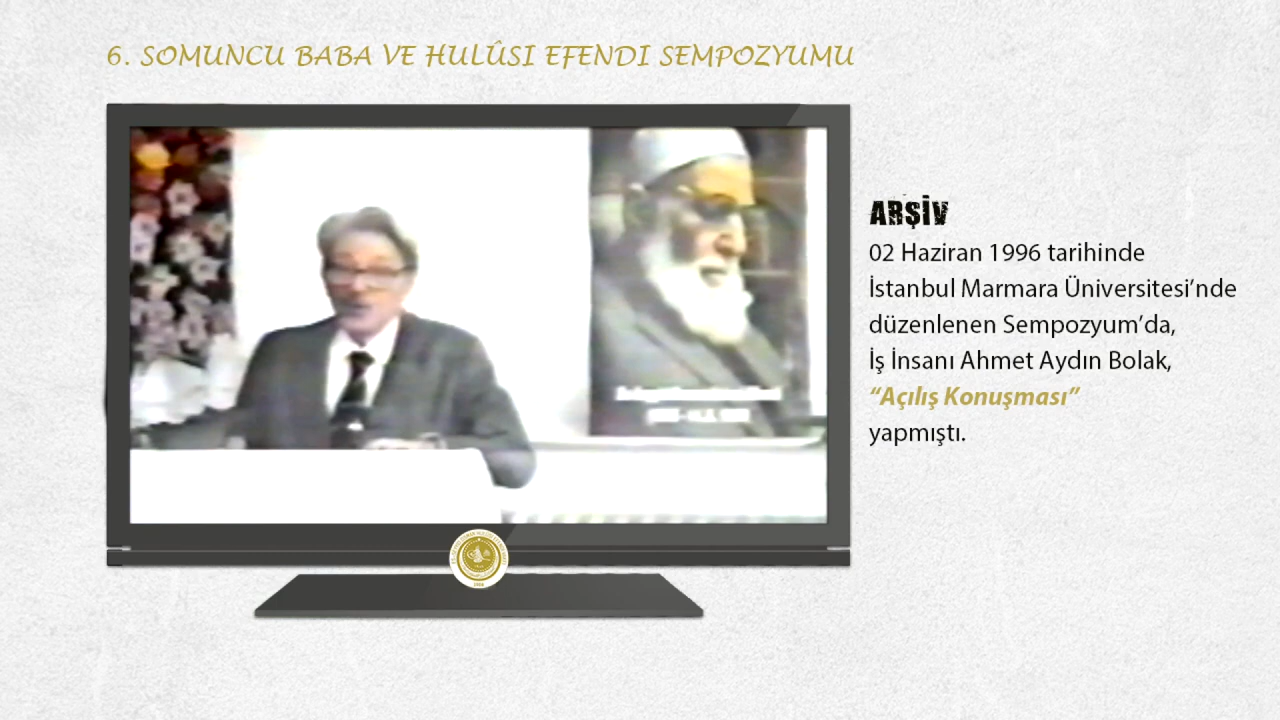 6. SOMUNCU BABA VE HULÛSİ EFENDİ SEMPOZYUMU
ARŞİV
02 Haziran 1996 tarihinde
İstanbul Marmara Üniversitesi’nde
düzenlenen Sempozyum’da,
İş İnsanı Ahmet Aydın Bolak,
“Açılış Konuşması”
yapmıştı.